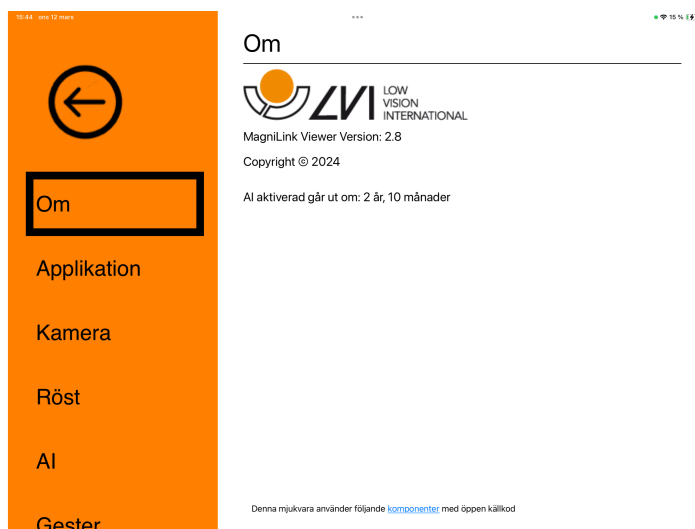 15:44 ons 12 mars
15 %
Om
Applikation
Kamera
Röst
AI
Gester
Om
LVI LOW
VISION
INTERNATIONAL
MagniLink Viewer Version: 2.8
Copyright © 2024
AI aktiverad går ut om: 2 år, 10 månader
Denna mjukvara använder följande komponenter med öppen källkod